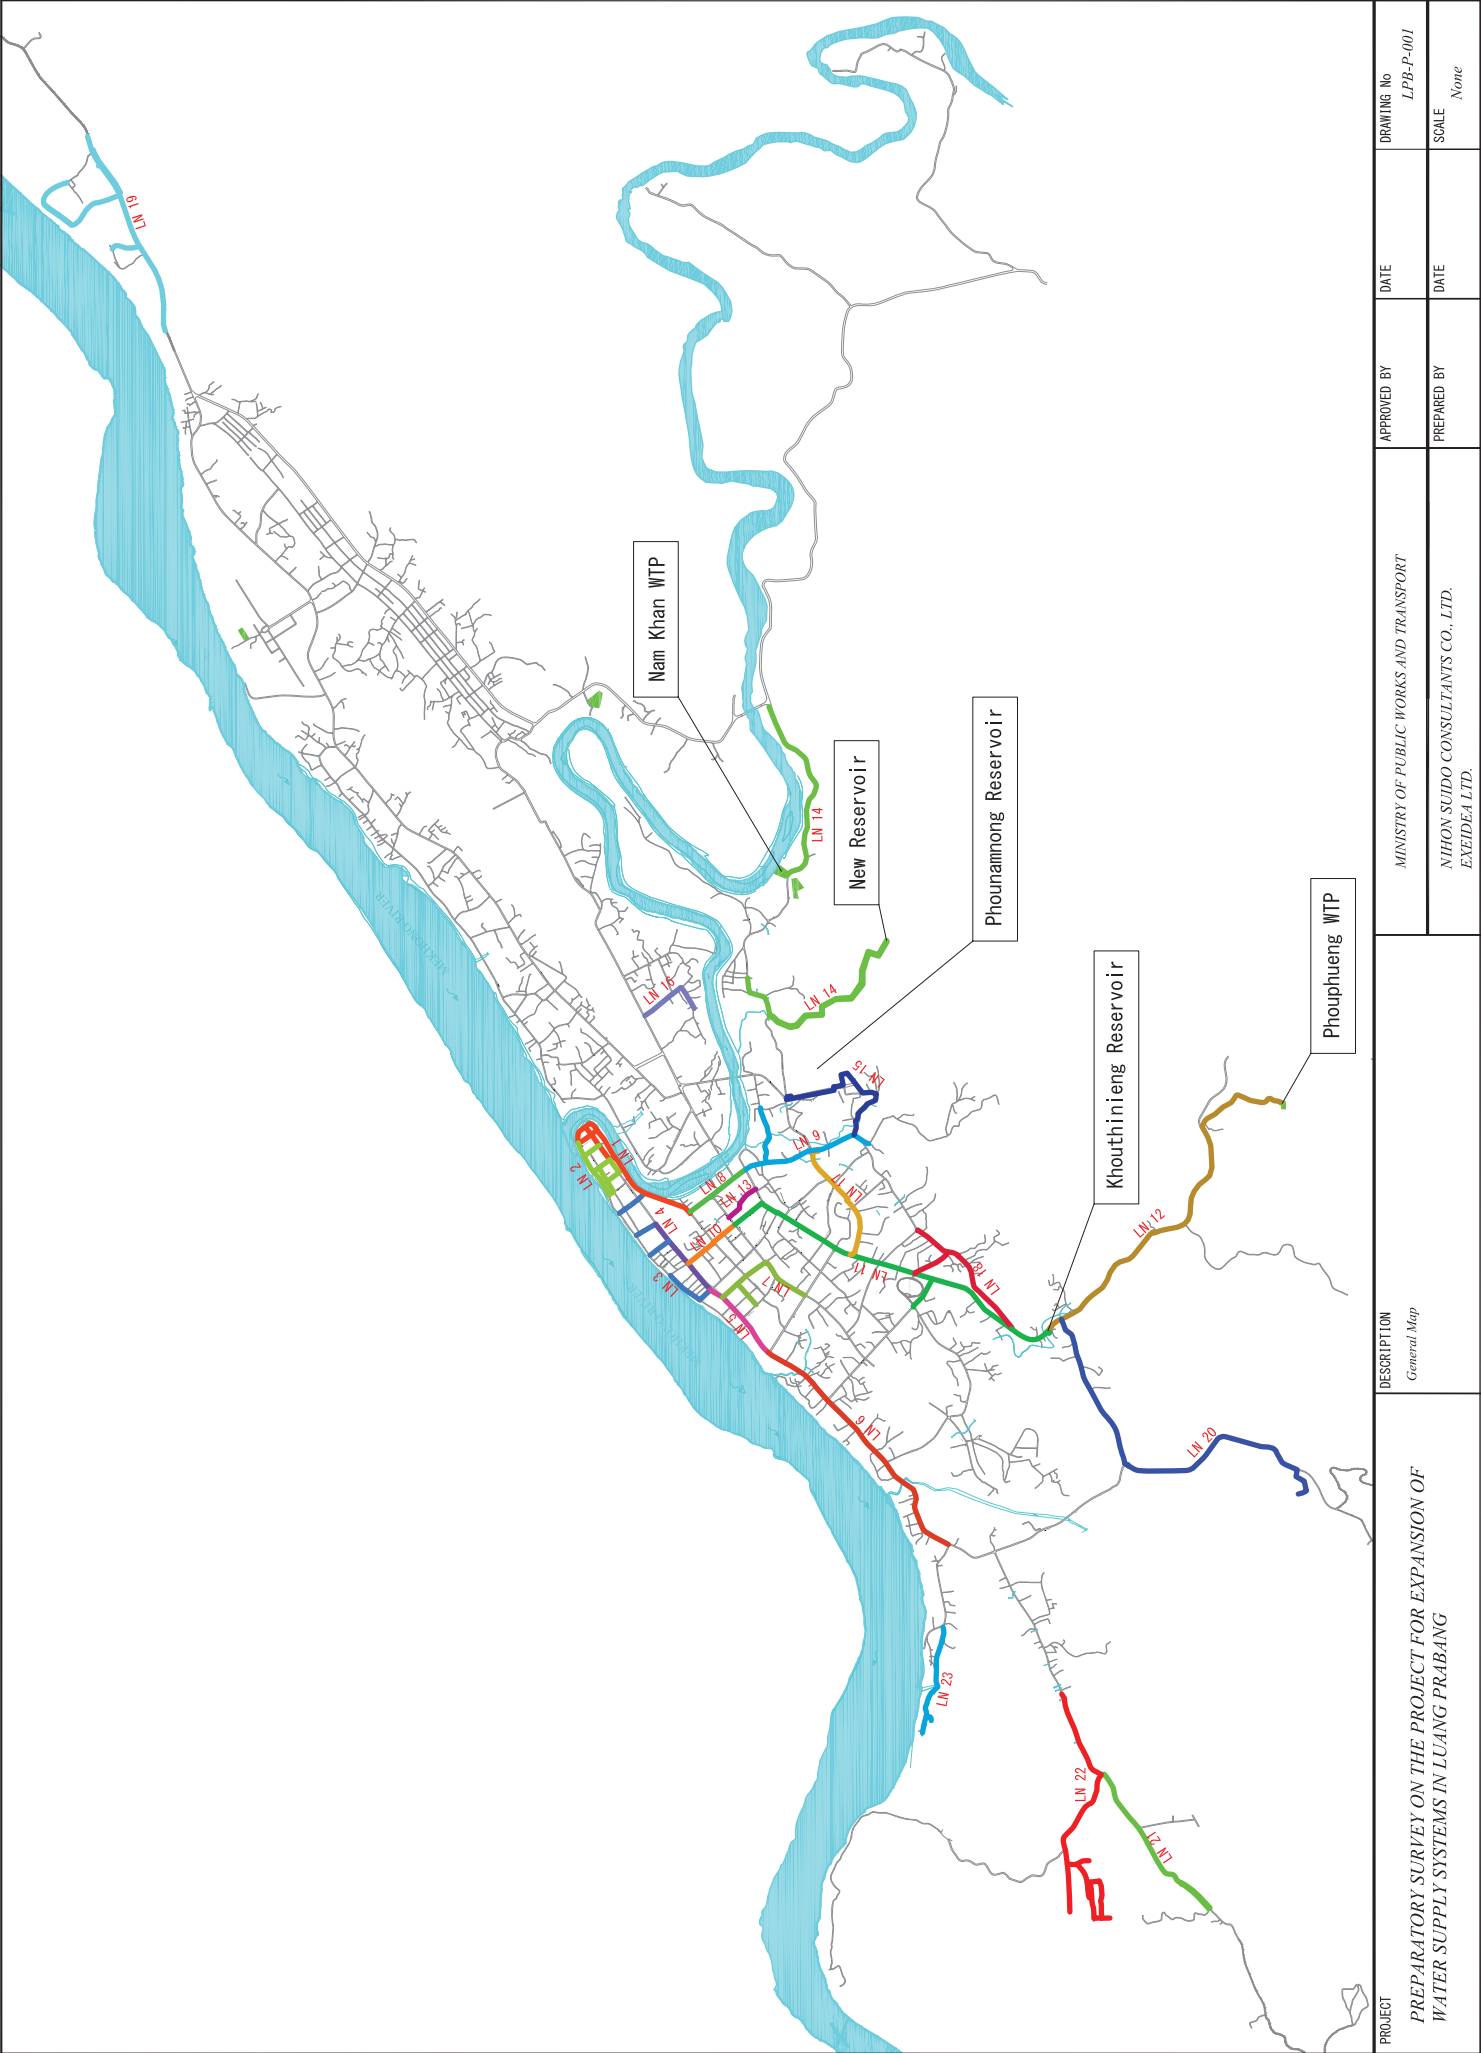 LN 19
Nam Khan WTP
New Reservoir
Phounamnong Reservoir
Khouthinieng Reservoir
Phouphueng WTP
MEKHONG RIVER
LN 14
LN 14
LN 16
LN 15
LN 9
LN 1
LN 2
LN 8
LN 13
LN 4
LN 10
LN 17
LN 3
LN 7
LN 5
LN 11
LN 18
LN 12
LN 6
LN 20
LN 23
LN 22
LN 21
PROJECT
PREPARATORY SURVEY ON THE PROJECT FOR EXPANSION OF
WATER SUPPLY SYSTEMS IN LUANG PRABANG
DESCRIPTION
General Map
MINISTRY OF PUBLIC WORKS AND TRANSPORT
NIHON SUIDO CONSULTANTS CO., LTD.
EXEIDEA LTD.
APPROVED BY
DATE
DRAWING No
LPB-P-001
PREPARED BY
DATE
SCALE
None